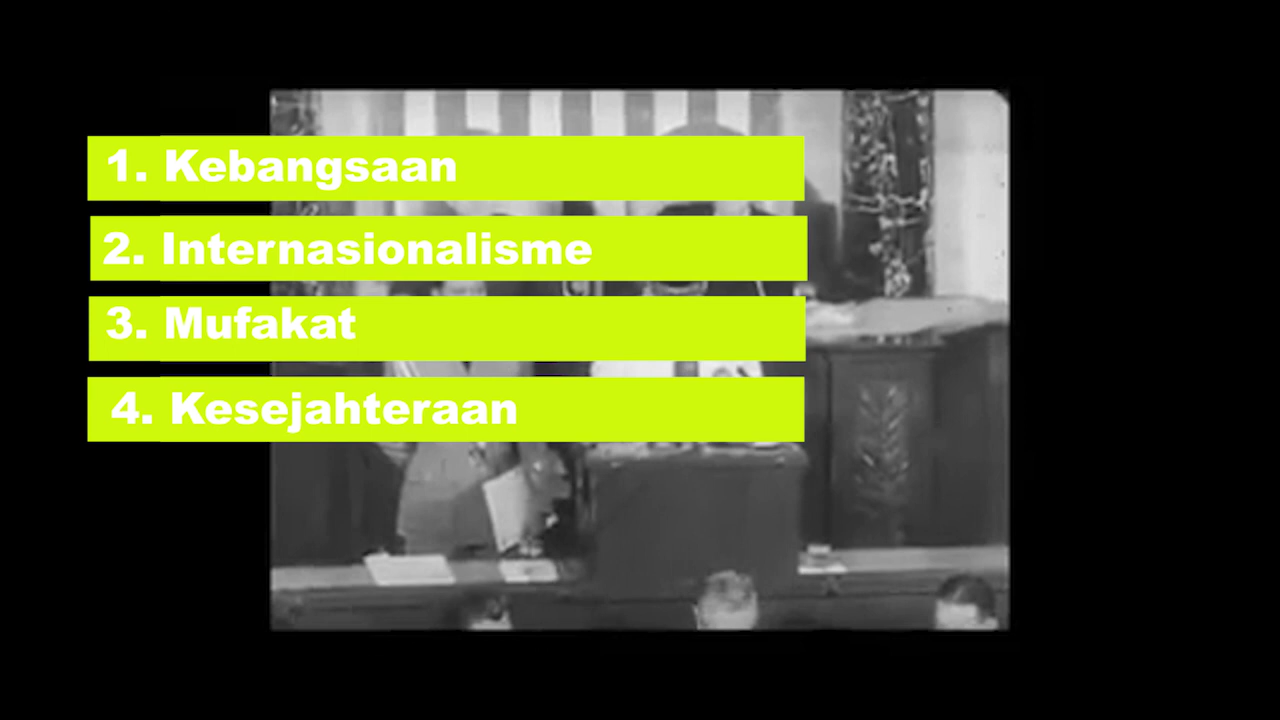 1. Kebangsaan
2. Internasionalisme
3. Mufakat
4. Kesejahteraan